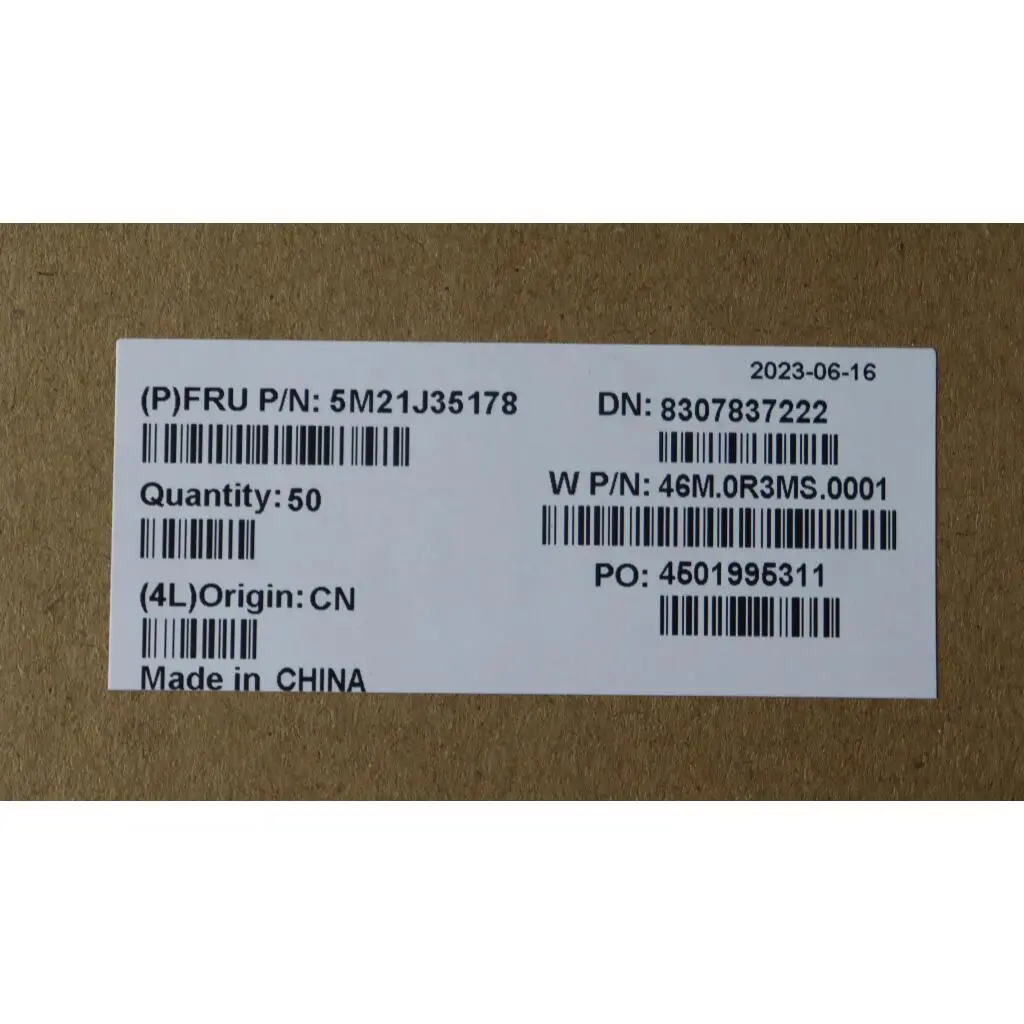 2023-06-16
(P)FRU P/N: 5M21J35178
DN: 8307837222
Quantity: 50
W P/N: 46M.0R3MS.0001
(4L)Origin: CN
PO: 4501995311
Made in CHINA